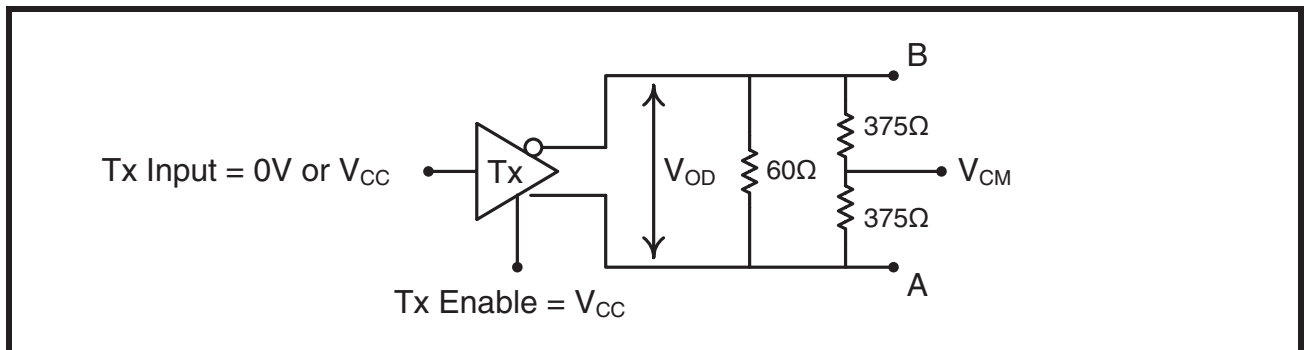 B
375Ω
Tx Input = 0V or VCC
Tx
VOD
60Ω
VCM
375Ω
A
Tx Enable = VCC